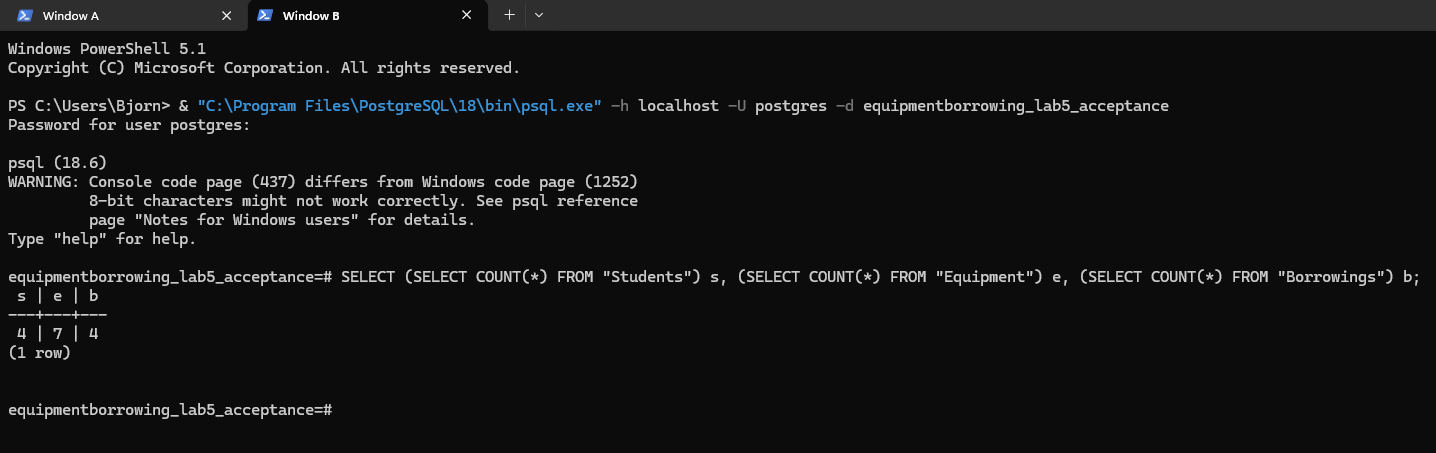 Window A
Window B
Windows PowerShell 5.1
Copyright (C) Microsoft Corporation. All rights reserved.
PS C:\Users\Bjorn> & "C:\Program Files\PostgreSQL\18\bin\psql.exe" -h localhost -U postgres -d equipmentborrowing_lab5_acceptance
Password for user postgres:
psql (18.6)
WARNING: Console code page (437) differs from Windows code page (1252)
         8-bit characters might not work correctly. See psql reference
         page "Notes for Windows users" for details.
Type "help" for help.
equipmentborrowing_lab5_acceptance=# SELECT (SELECT COUNT(*) FROM "Students") s, (SELECT COUNT(*) FROM "Equipment") e, (SELECT COUNT(*) FROM "Borrowings") b;
 s | e | b
---+---+---
 4 | 7 | 4
(1 row)
equipmentborrowing_lab5_acceptance=#